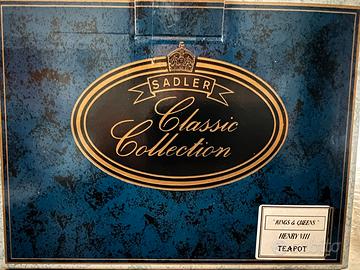 SADLER
Classic
Collection
"KINGS & QUEENS"
HENRY VIII
TEAPOT